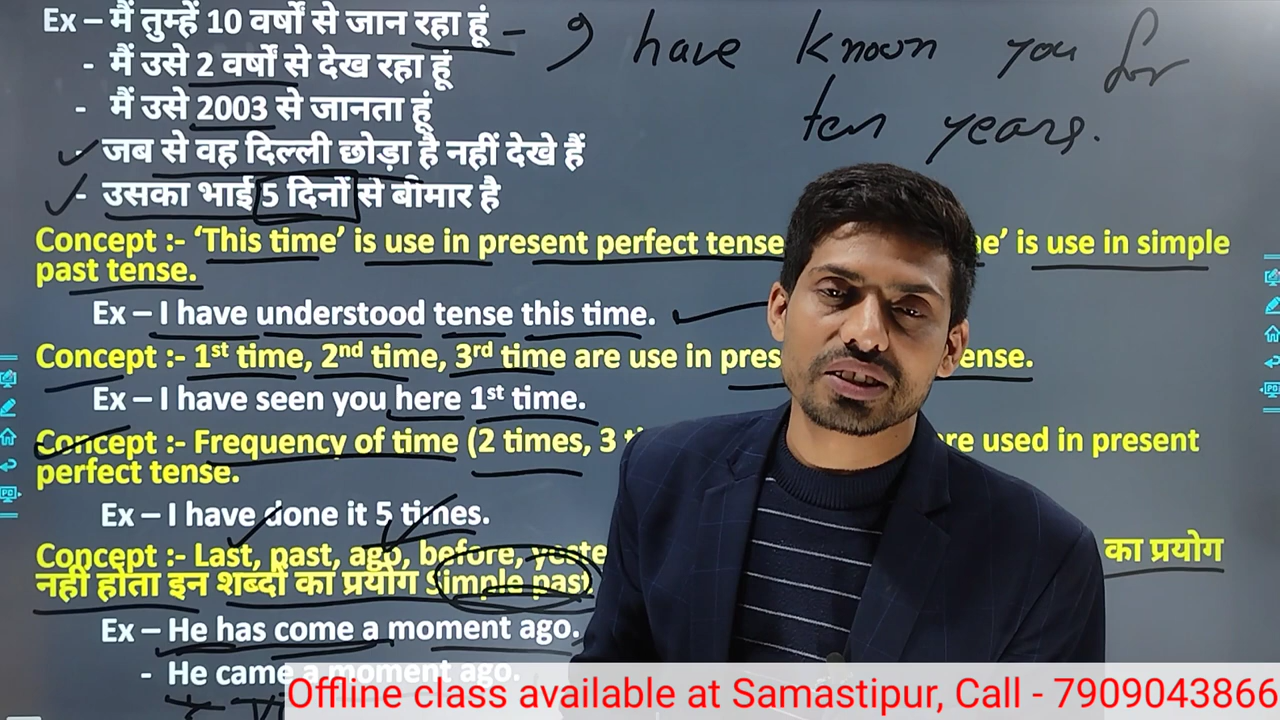 Ex – मैं तुम्हें 10 वर्षों से जान रहा हूं - I have known you for
ten years.
- मैं उसे 2 वर्षों से देख रहा हूं
- मैं उसे 2003 से जानता हूं
- जब से वह दिल्ली छोड़ा है नहीं देखे हैं
- उसका भाई 5 दिनों से बीमार है
Concept :- ‘This time’ is use in present perfect tense ’ is use in simple
past tense.
Ex – I have understood tense this time.
Concept :- 1st time, 2nd time, 3rd time are use in ense.
Ex – I have seen you here 1st time.
Concept :- Frequency of time (2 times, 3 used in present
perfect tense.
Ex – I have done it 5 times.
Concept :- Last, past, ago, before, का प्रयोग
नही होता इन शब्दों का प्रयोग Simple past
Ex – He has come a moment ago.
- He came a moment ago.
Offline class available at Samastipur, Call - 7909043866